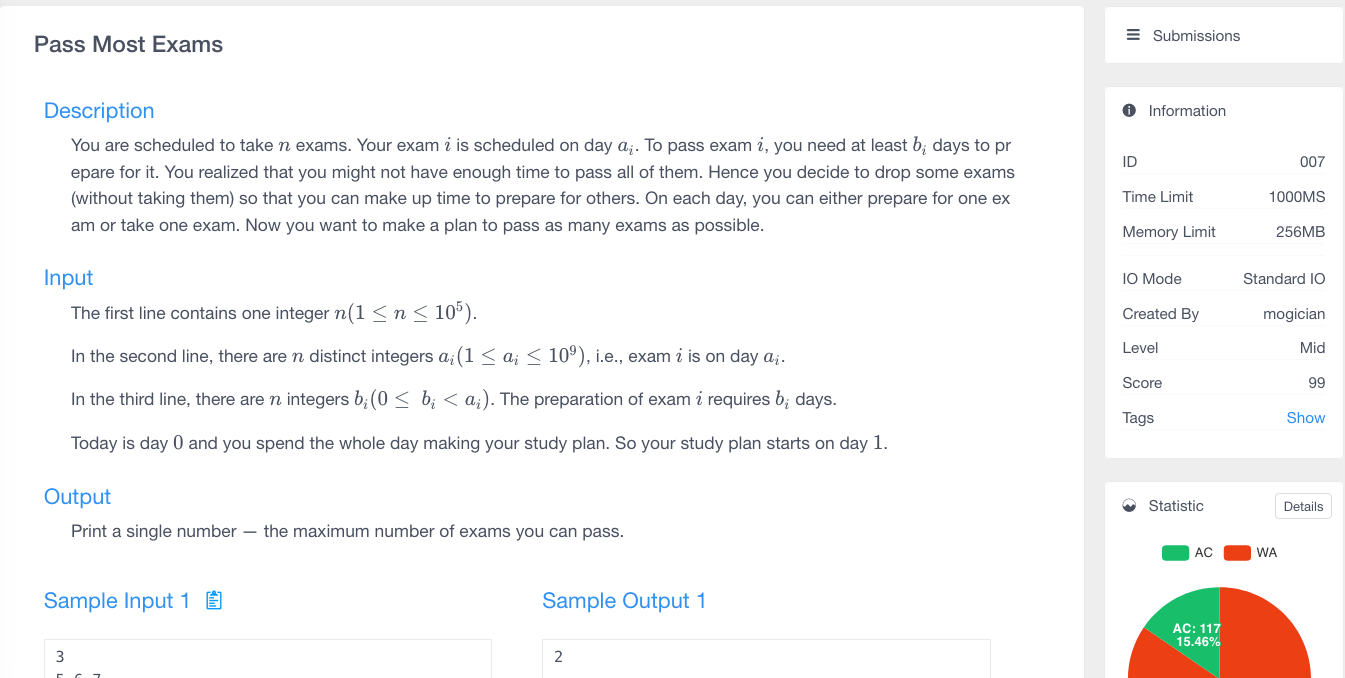 Pass Most Exams
Description
You are scheduled to take n exams. Your exam i is scheduled on day a_i. To pass exam i, you need at least b_i days to pr
epare for it. You realized that you might not have enough time to pass all of them. Hence you decide to drop some exams
(without taking them) so that you can make up time to prepare for others. On each day, you can either prepare for one ex
am or take one exam. Now you want to make a plan to pass as many exams as possible.
Input
The first line contains one integer n(1 ≤ n ≤ 10^5).
In the second line, there are n distinct integers a_i(1 ≤ a_i ≤ 10^9), i.e., exam i is on day a_i.
In the third line, there are n integers b_i(0 ≤ b_i < a_i). The preparation of exam i requires b_i days.
Today is day 0 and you spend the whole day making your study plan. So your study plan starts on day 1.
Output
Print a single number — the maximum number of exams you can pass.
Sample Input 1
Sample Output 1
3
2
Submissions
Information
ID 007
Time Limit 1000MS
Memory Limit 256MB
IO Mode Standard IO
Created By mogician
Level Mid
Score 99
Tags Show
Statistic Details
AC WA
AC: 117
15.46%